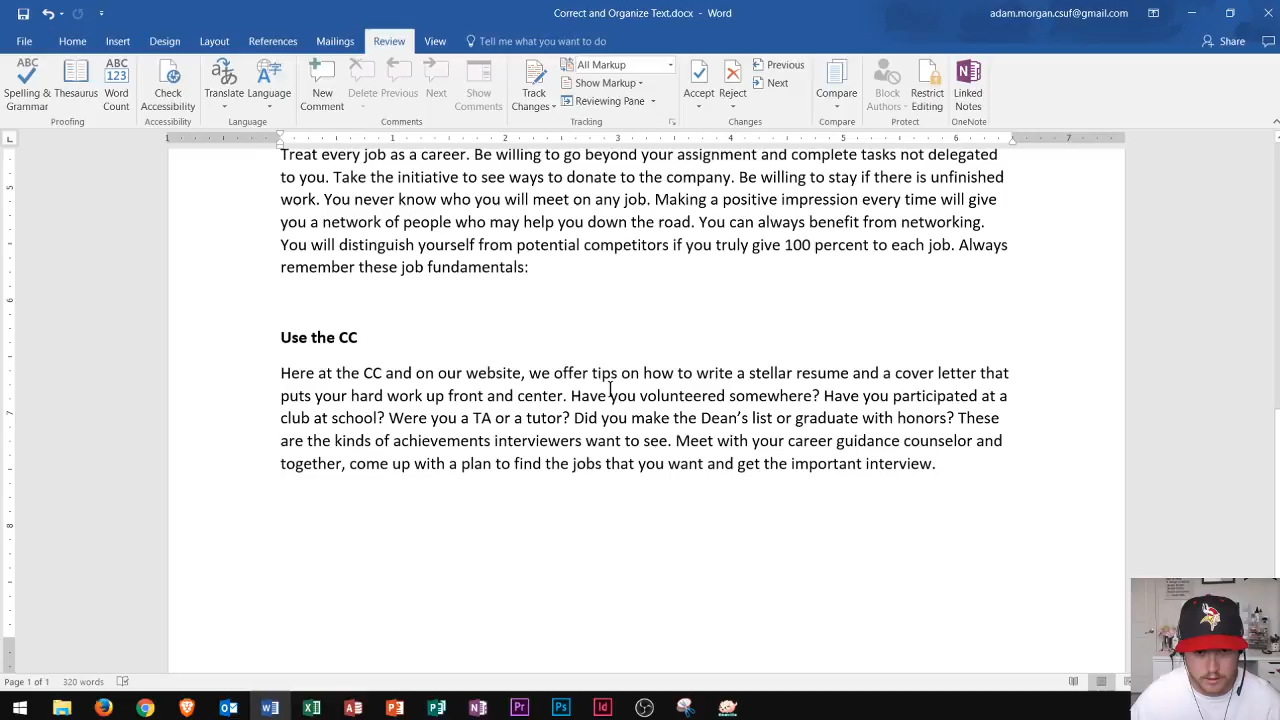 Correct and Organize Text.docx - Word
adam.morgan.csuf@gmail.com
File Home Insert Design Layout References Mailings Review View Tell me what you want to do Share
Spelling & Grammar Thesaurus Word Count
Check Accessibility
Translate Language
New Comment Delete Previous Next Show Comments
Track Changes All Markup Show Markup Reviewing Pane
Accept Reject Previous Next
Compare
Block Authors Restrict Editing
Linked Notes
Proofing Accessibility Language Comments Tracking Changes Compare Protect OneNote
1 1 2 3 4 5 6 7
5
6
7
8
Treat every job as a career. Be willing to go beyond your assignment and complete tasks not delegated
to you. Take the initiative to see ways to donate to the company. Be willing to stay if there is unfinished
work. You never know who you will meet on any job. Making a positive impression every time will give
you a network of people who may help you down the road. You can always benefit from networking.
You will distinguish yourself from potential competitors if you truly give 100 percent to each job. Always
remember these job fundamentals:
Use the CC
Here at the CC and on our website, we offer tips on how to write a stellar resume and a cover letter that
puts your hard work up front and center. Have you volunteered somewhere? Have you participated at a
club at school? Were you a TA or a tutor? Did you make the Dean’s list or graduate with honors? These
are the kinds of achievements interviewers want to see. Meet with your career guidance counselor and
together, come up with a plan to find the jobs that you want and get the important interview.
Page 1 of 1 320 words